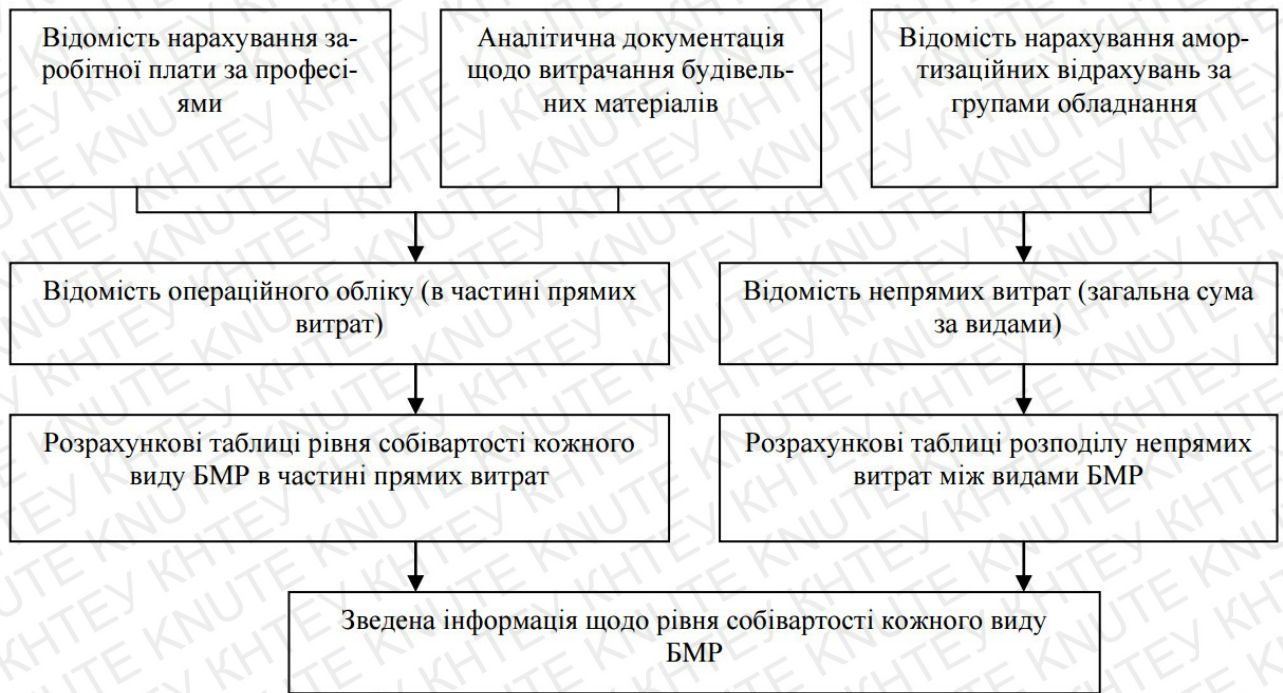 Відомість нарахування за-
робітної плати за професі-
ями
Аналітична документація
щодо витрачання будівель-
них матеріалів
Відомість нарахування амор-
тизаційних відрахувань за
групами обладнання
Відомість операційного обліку (в частині прямих
витрат)
Відомість непрямих витрат (загальна сума
за видами)
Розрахункові таблиці рівня собівартості кожного
виду БМР в частині прямих витрат
Розрахункові таблиці розподілу непрямих
витрат між видами БМР
Зведена інформація щодо рівня собівартості кожного виду
БМР